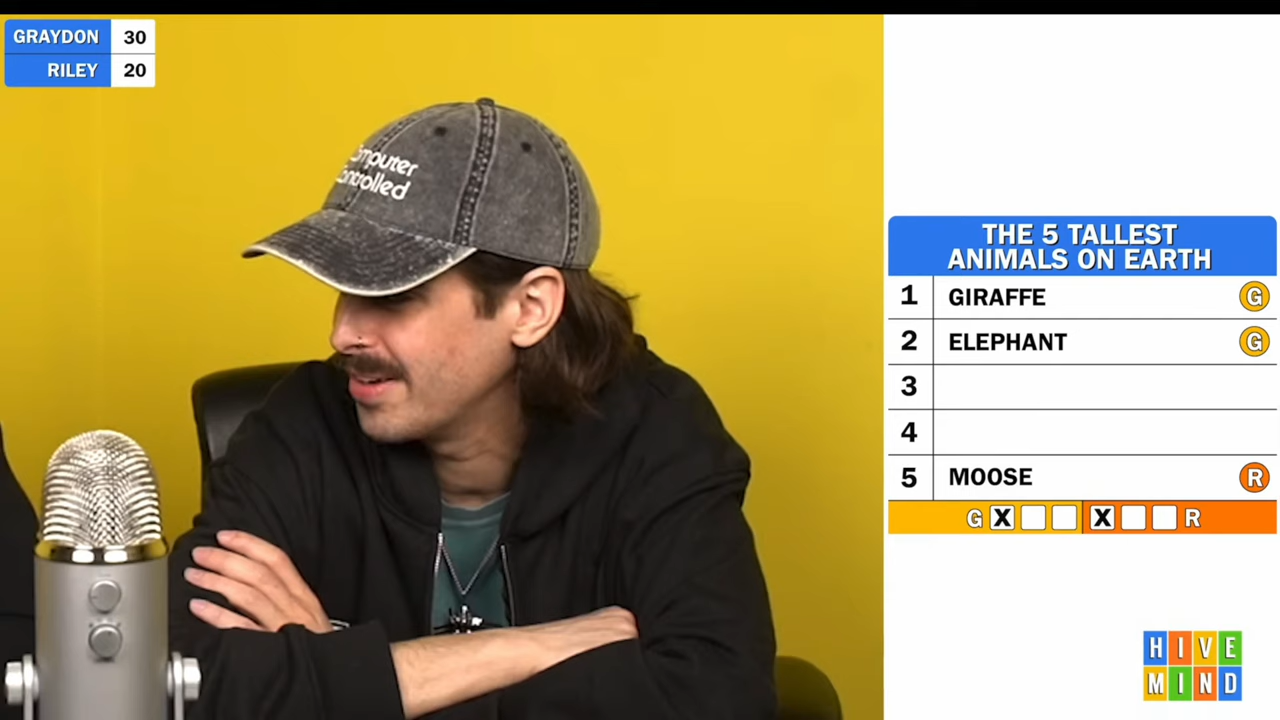 GRAYDON 30
RILEY 20
Computer
Controlled
THE 5 TALLEST
ANIMALS ON EARTH
1 GIRAFFE G
2 ELEPHANT G
3
4
5 MOOSE R
G X X R
HIVE
MIND